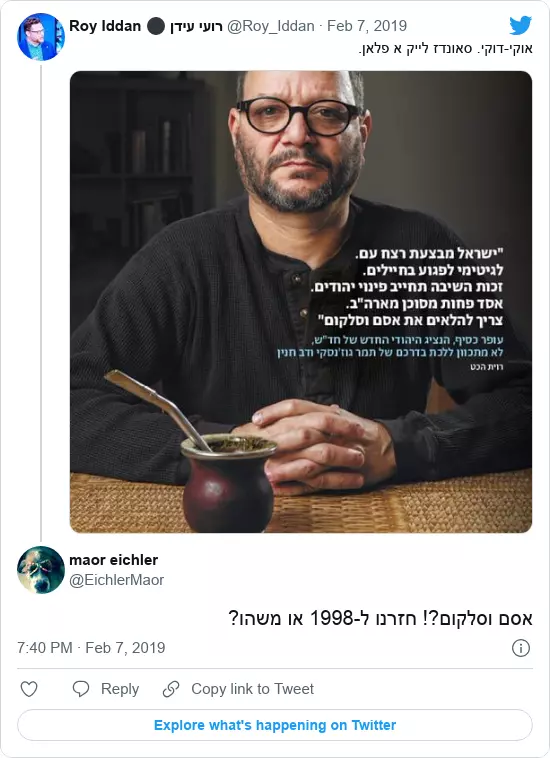 Roy Iddan ⚫ רועי עידן @Roy_Iddan · Feb 7, 2019
אוקי-דוקי. סאונדז לייק א פלאן.
"ישראל מבצעת רצח עם.
לגיטימי לפגוע בחיילים.
זכות השיבה תחייב פינוי יהודים.
אסד פחות מסוכן מארה"ב.
צריך להלאים את אסם וסלקום"
עופר כסיף, הנציג היהודי החדש של חד"ש,
לא מתכוון ללכת בדרכם של תמר גוז'נסקי ודב חנין
רוית הכט
maor eichler
@EichlerMaor
אסם וסלקום?! חזרנו ל-1998 או משהו?
7:40 PM · Feb 7, 2019
Reply
Copy link to Tweet
Explore what's happening on Twitter